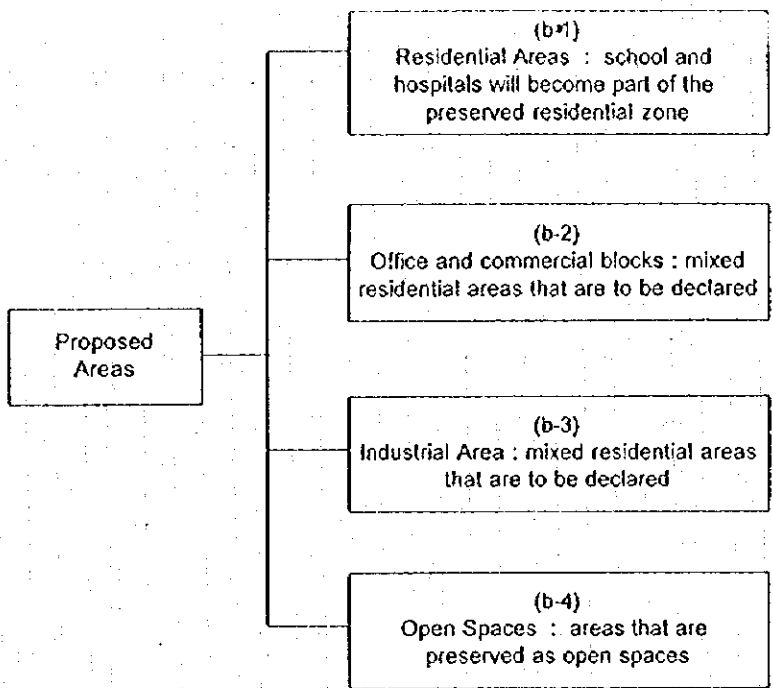 (b-1)
Residential Areas : school and
hospitals will become part of the
preserved residential zone
(b-2)
Office and commercial blocks : mixed
residential areas that are to be declared
Proposed
Areas
(b-3)
Industrial Area : mixed residential areas
that are to be declared
(b-4)
Open Spaces : areas that are
preserved as open spaces